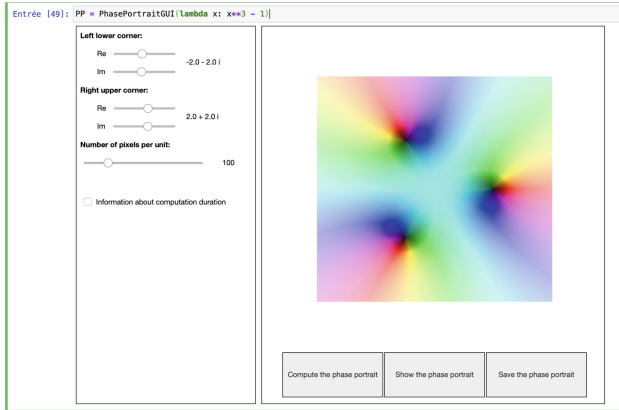 Entrée [49]: PP = PhasePortraitGUI(lambda x: x**3 - 1)
Left lower corner:
Re
-2.0 - 2.0 i
Im
Right upper corner:
Re
2.0 + 2.0 i
Im
Number of pixels per unit:
100
Information about computation duration
Compute the phase portrait
Show the phase portrait
Save the phase portrait